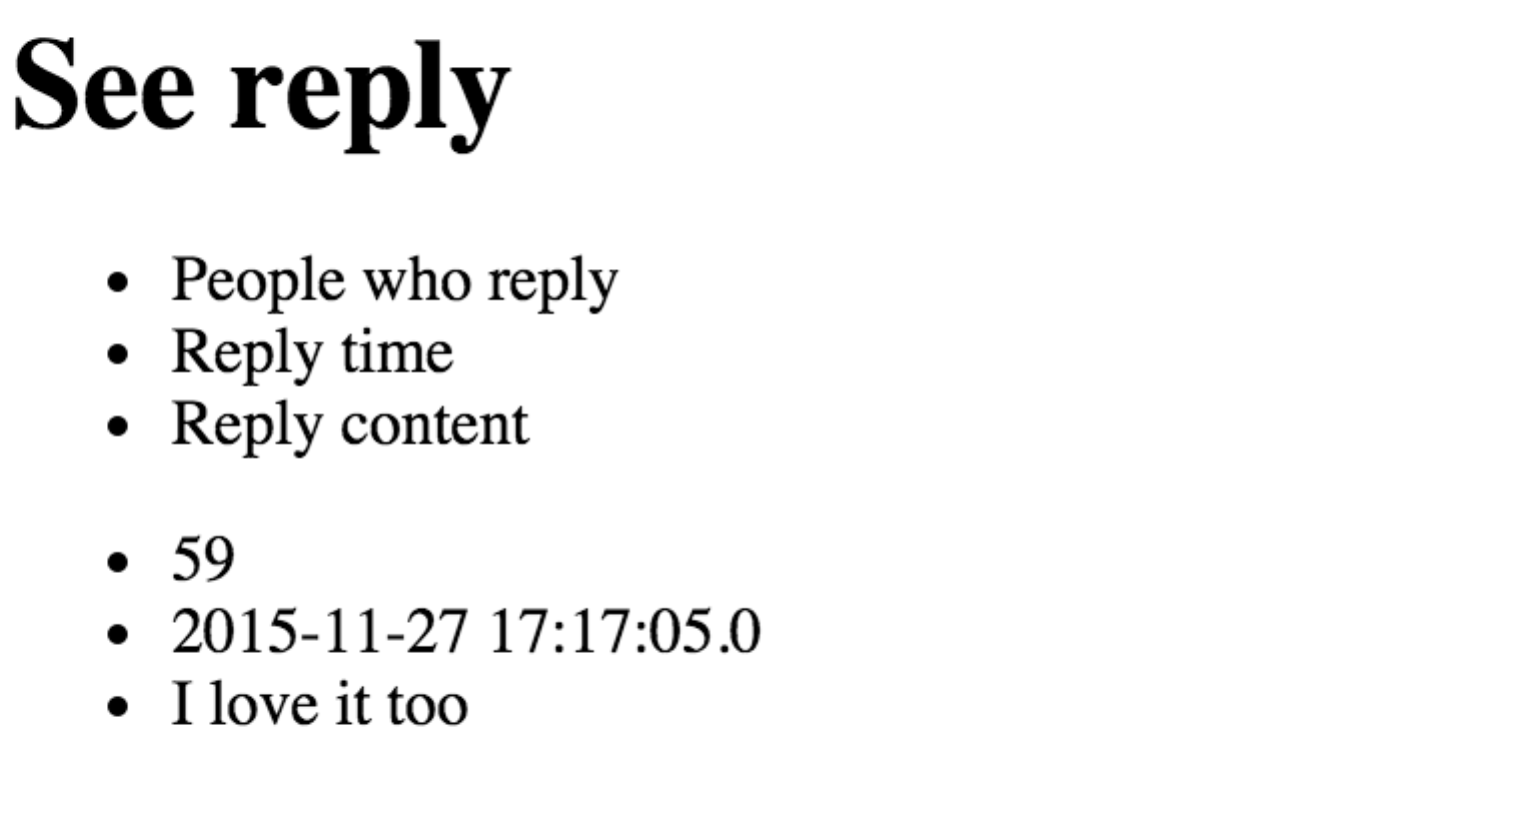 See reply
People who reply
Reply time
Reply content
59
2015-11-27 17:17:05.0
I love it too